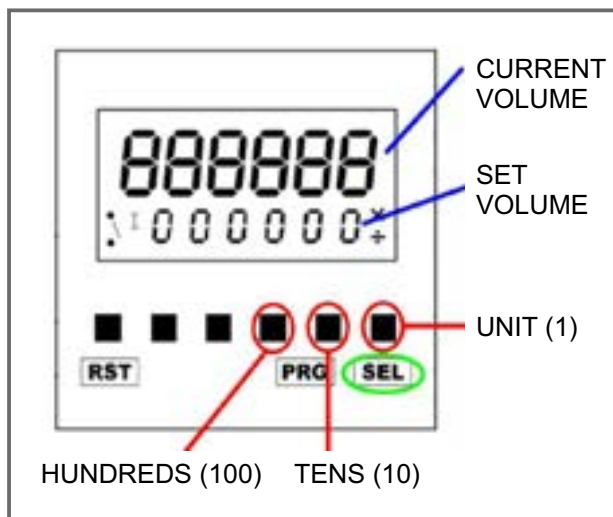 CURRENT
VOLUME
888888
SET
VOLUME
000000
UNIT (1)
RST
PRG
SEL
HUNDREDS (100)
TENS (10)